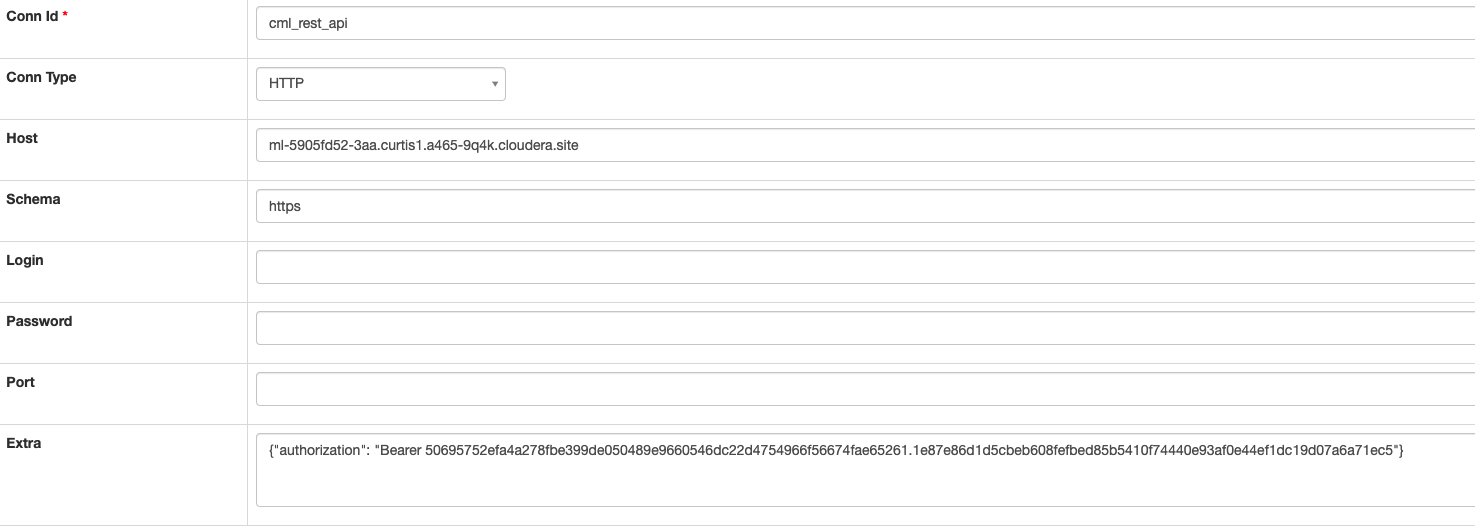 Conn Id *
cml_rest_api
Conn Type
HTTP
Host
ml-5905fd52-3aa.curtis1.a465-9q4k.cloudera.site
Schema
https
Login
Password
Port
Extra
{"authorization": "Bearer 50695752efa4a278fbe399de050489e9660546dc22d4754966f56674fae65261.1e87e86d1d5cbeb608fefbed85b5410f74440e93af0e44ef1dc19d07a6a71ec5"}